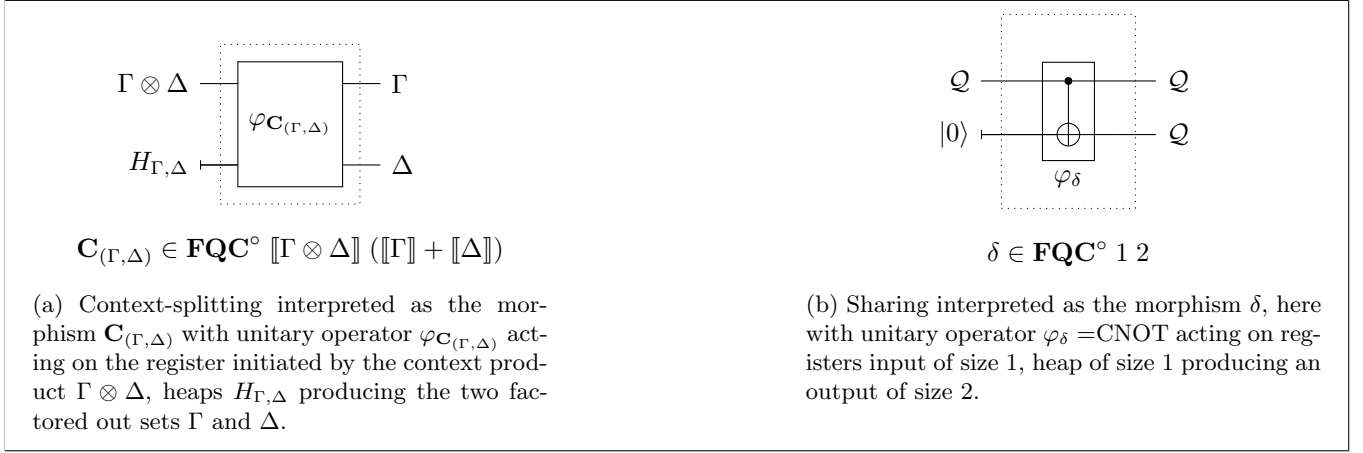 Γ ⊗ Δ
φ_{C_{(Γ,Δ)}}
Γ
H_{Γ,Δ}
Δ
C_{(Γ,Δ)} ∈ FQC° ⟦Γ ⊗ Δ⟧ (⟦Γ⟧ + ⟦Δ⟧)
(a) Context-splitting interpreted as the mor-
phism C_{(Γ,Δ)} with unitary operator φ_{C_{(Γ,Δ)}} act-
ing on the register initiated by the context prod-
uct Γ ⊗ Δ, heaps H_{Γ,Δ} producing the two fac-
tored out sets Γ and Δ.
𝒬
𝒬
|0⟩
𝒬
φ_δ
δ ∈ FQC° 1 2
(b) Sharing interpreted as the morphism δ, here
with unitary operator φ_δ =CNOT acting on reg-
isters input of size 1, heap of size 1 producing an
output of size 2.